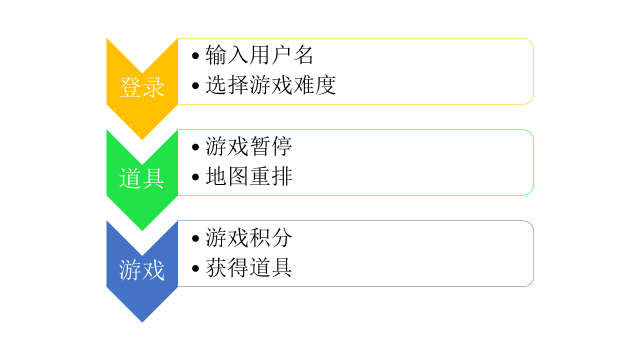 登录
• 输入用户名
• 选择游戏难度
道具
• 游戏暂停
• 地图重排
游戏
• 游戏积分
• 获得道具